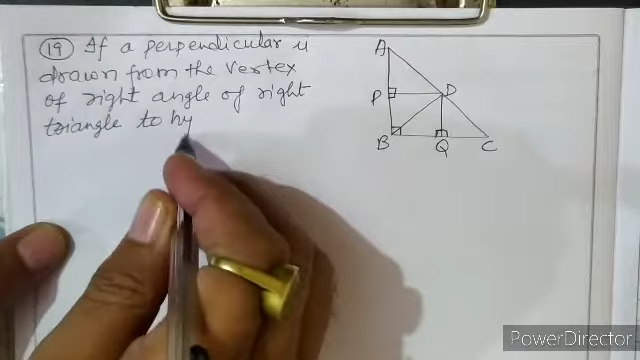 19 If a perpendicular is
drawn from the vertex
of right angle of right
triangle to hy
A
P
D
B
Q
C
PowerDirector